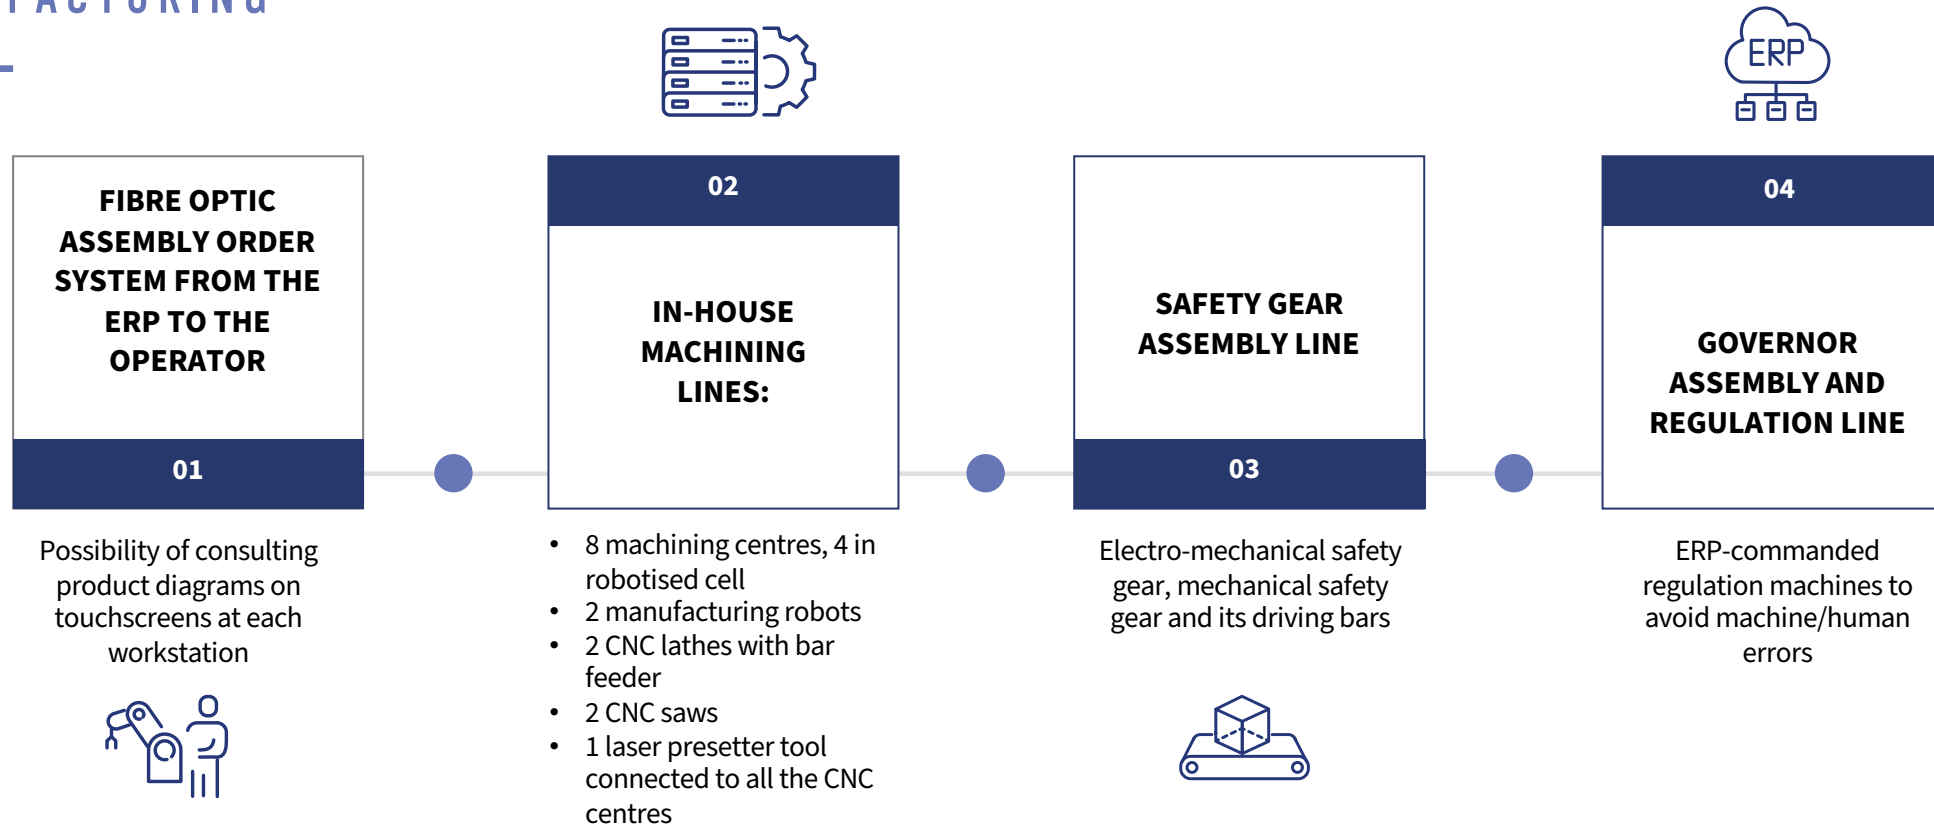 FACTURING
ERP
FIBRE OPTIC
ASSEMBLY ORDER
SYSTEM FROM THE
ERP TO THE
OPERATOR
01
Possibility of consulting
product diagrams on
touchscreens at each
workstation
02
IN-HOUSE
MACHINING
LINES:
• 8 machining centres, 4 in
robotised cell
• 2 manufacturing robots
• 2 CNC lathes with bar
feeder
• 2 CNC saws
• 1 laser presetter tool
connected to all the CNC
centres
SAFETY GEAR
ASSEMBLY LINE
03
Electro-mechanical safety
gear, mechanical safety
gear and its driving bars
04
GOVERNOR
ASSEMBLY AND
REGULATION LINE
ERP-commanded
regulation machines to
avoid machine/human
errors